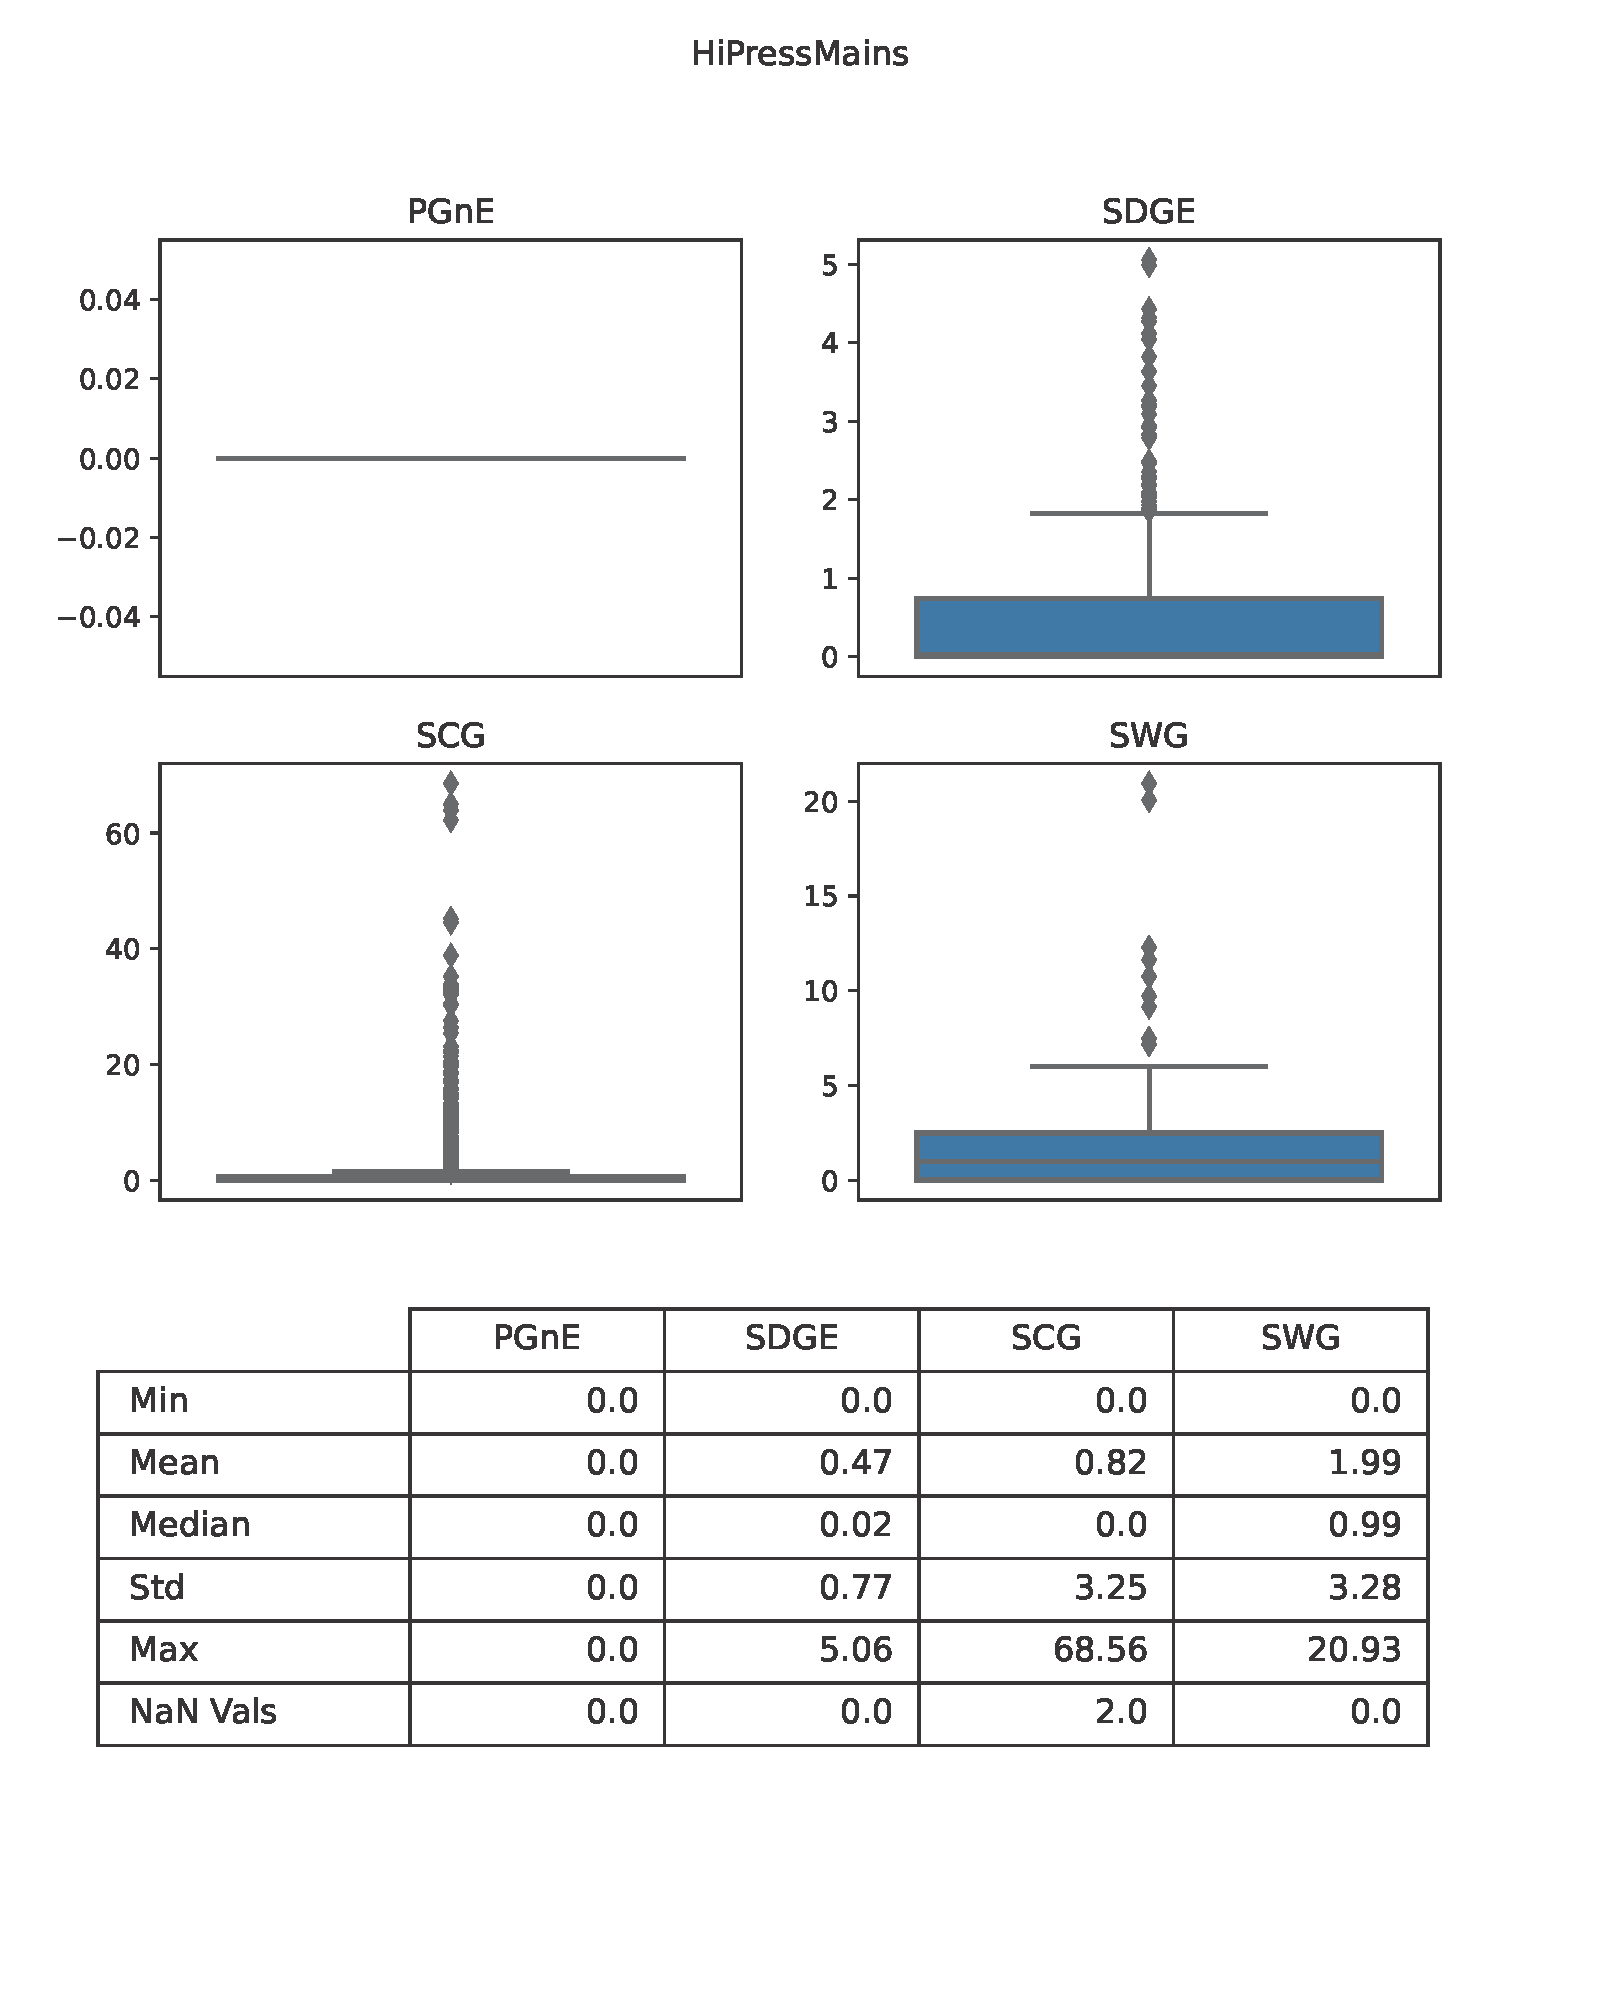 HiPressMains
PGnE
0.04
0.02
0.00
−0.02
−0.04
SDGE
5
4
3
2
1
0
SCG
60
40
20
0
SWG
20
15
10
5
0
PGnE SDGE SCG SWG
Min 0.0 0.0 0.0 0.0
Mean 0.0 0.47 0.82 1.99
Median 0.0 0.02 0.0 0.99
Std 0.0 0.77 3.25 3.28
Max 0.0 5.06 68.56 20.93
NaN Vals 0.0 0.0 2.0 0.0